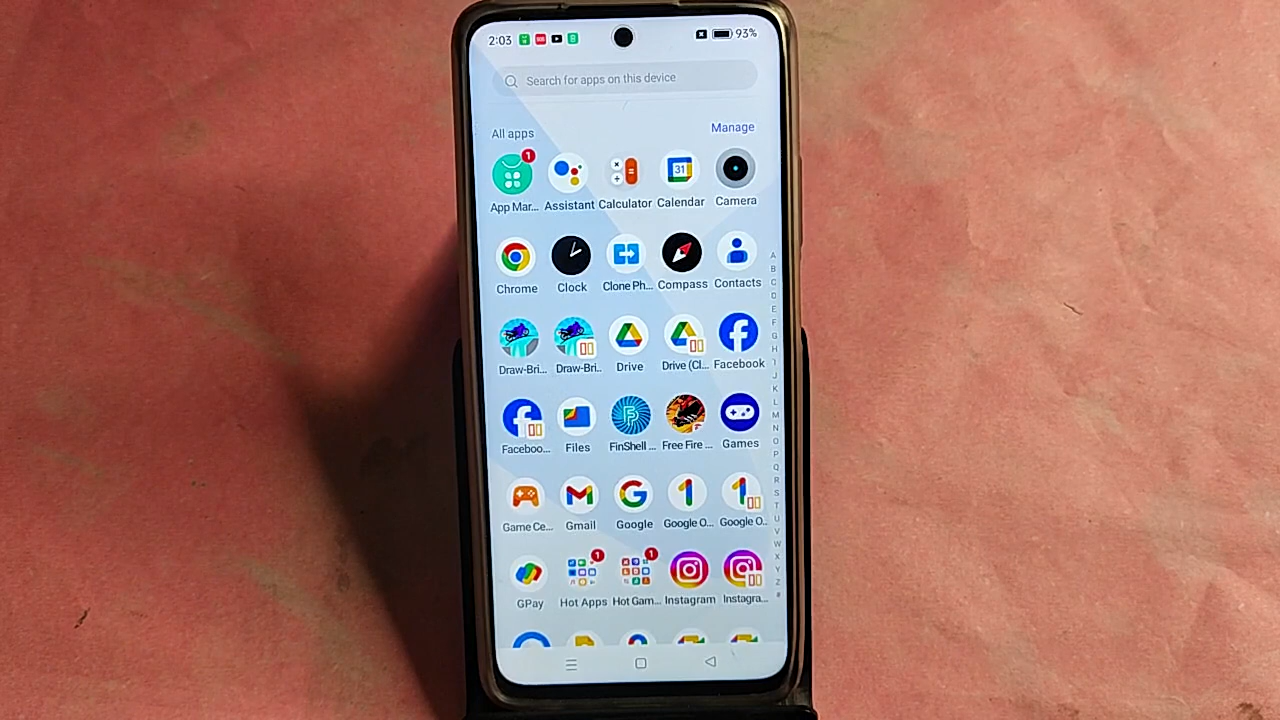 2:03 93%
Search for apps on this device
All apps Manage
1
31
App Mar... Assistant Calculator Calendar Camera
Chrome Clock Clone Ph... Compass Contacts
Draw-Bri... Draw-Bri.. Drive Drive (Cl... Facebook
Faceboo... Files FinShell ... Free Fire ... Games
Game Ce... Gmail Google Google O... Google O..
1 1
GPay Hot Apps Hot Gam... Instagram Instagra...
A
B
C
D
E
F
G
H
I
J
K
L
M
N
O
P
Q
R
S
T
U
V
W
X
Y
Z
#